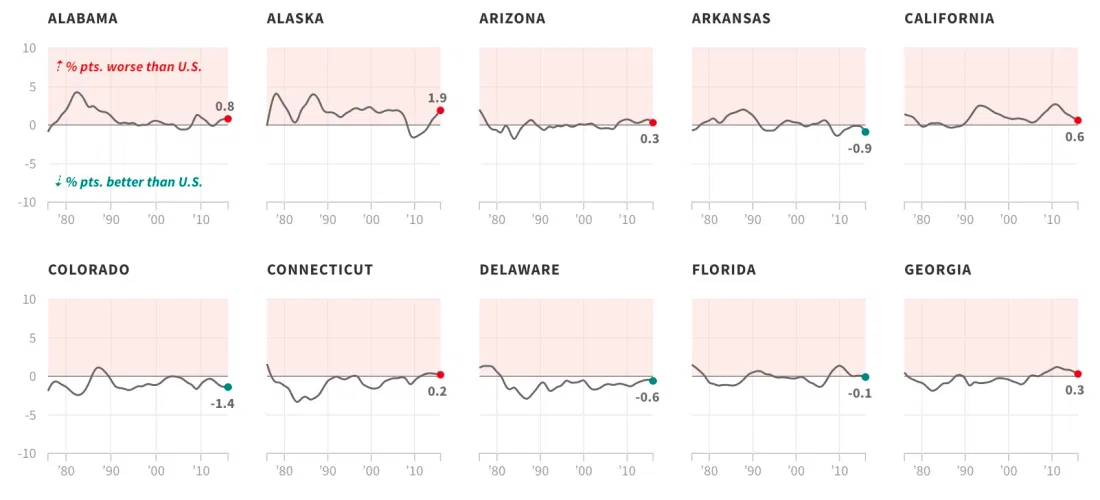 ALABAMA ALASKA ARIZONA ARKANSAS CALIFORNIA
10
⇡ % pts. worse than U.S.
5
0.8 1.9
0
0.3 -0.9 0.6
-5
⇣ % pts. better than U.S.
-10
’80 ’90 ’00 ’10 ’80 ’90 ’00 ’10 ’80 ’90 ’00 ’10 ’80 ’90 ’00 ’10 ’80 ’90 ’00 ’10
COLORADO CONNECTICUT DELAWARE FLORIDA GEORGIA
10
5
0
-1.4 0.2 -0.6 -0.1 0.3
-5
-10
’80 ’90 ’00 ’10 ’80 ’90 ’00 ’10 ’80 ’90 ’00 ’10 ’80 ’90 ’00 ’10 ’80 ’90 ’00 ’10